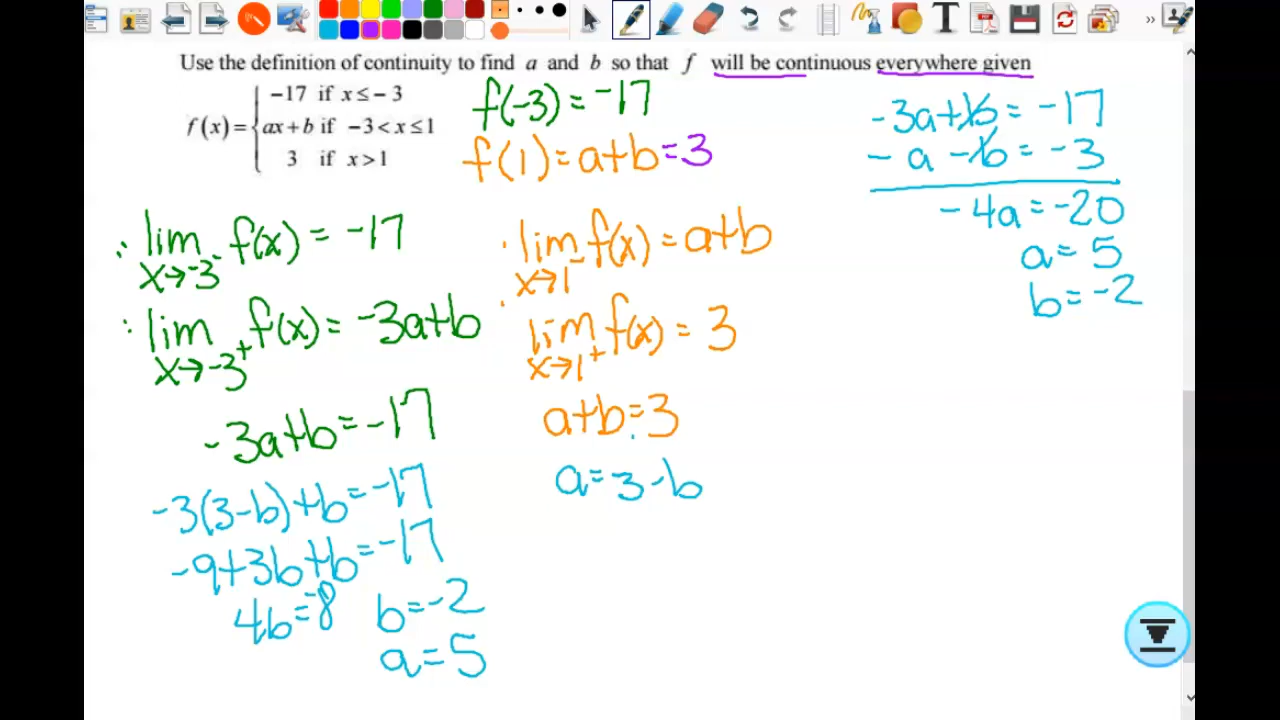 Use the definition of continuity to find a and b so that f will be continuous everywhere given
f(x) = { -17 if x ≤ -3
ax + b if -3 < x ≤ 1
3 if x > 1
f(-3) = -17
f(1) = a+b = 3
lim x→-3⁻ f(x) = -17
lim x→-3⁺ f(x) = -3a+b
-3a+b = -17
-3(3-b)+b = -17
-9+3b+b = -17
4b = -8
b = -2
a = 5
lim x→1⁻ f(x) = a+b
lim x→1⁺ f(x) = 3
a+b = 3
a = 3-b
-3a+b = -17
-a-b = -3
-4a = -20
a = 5
b = -2